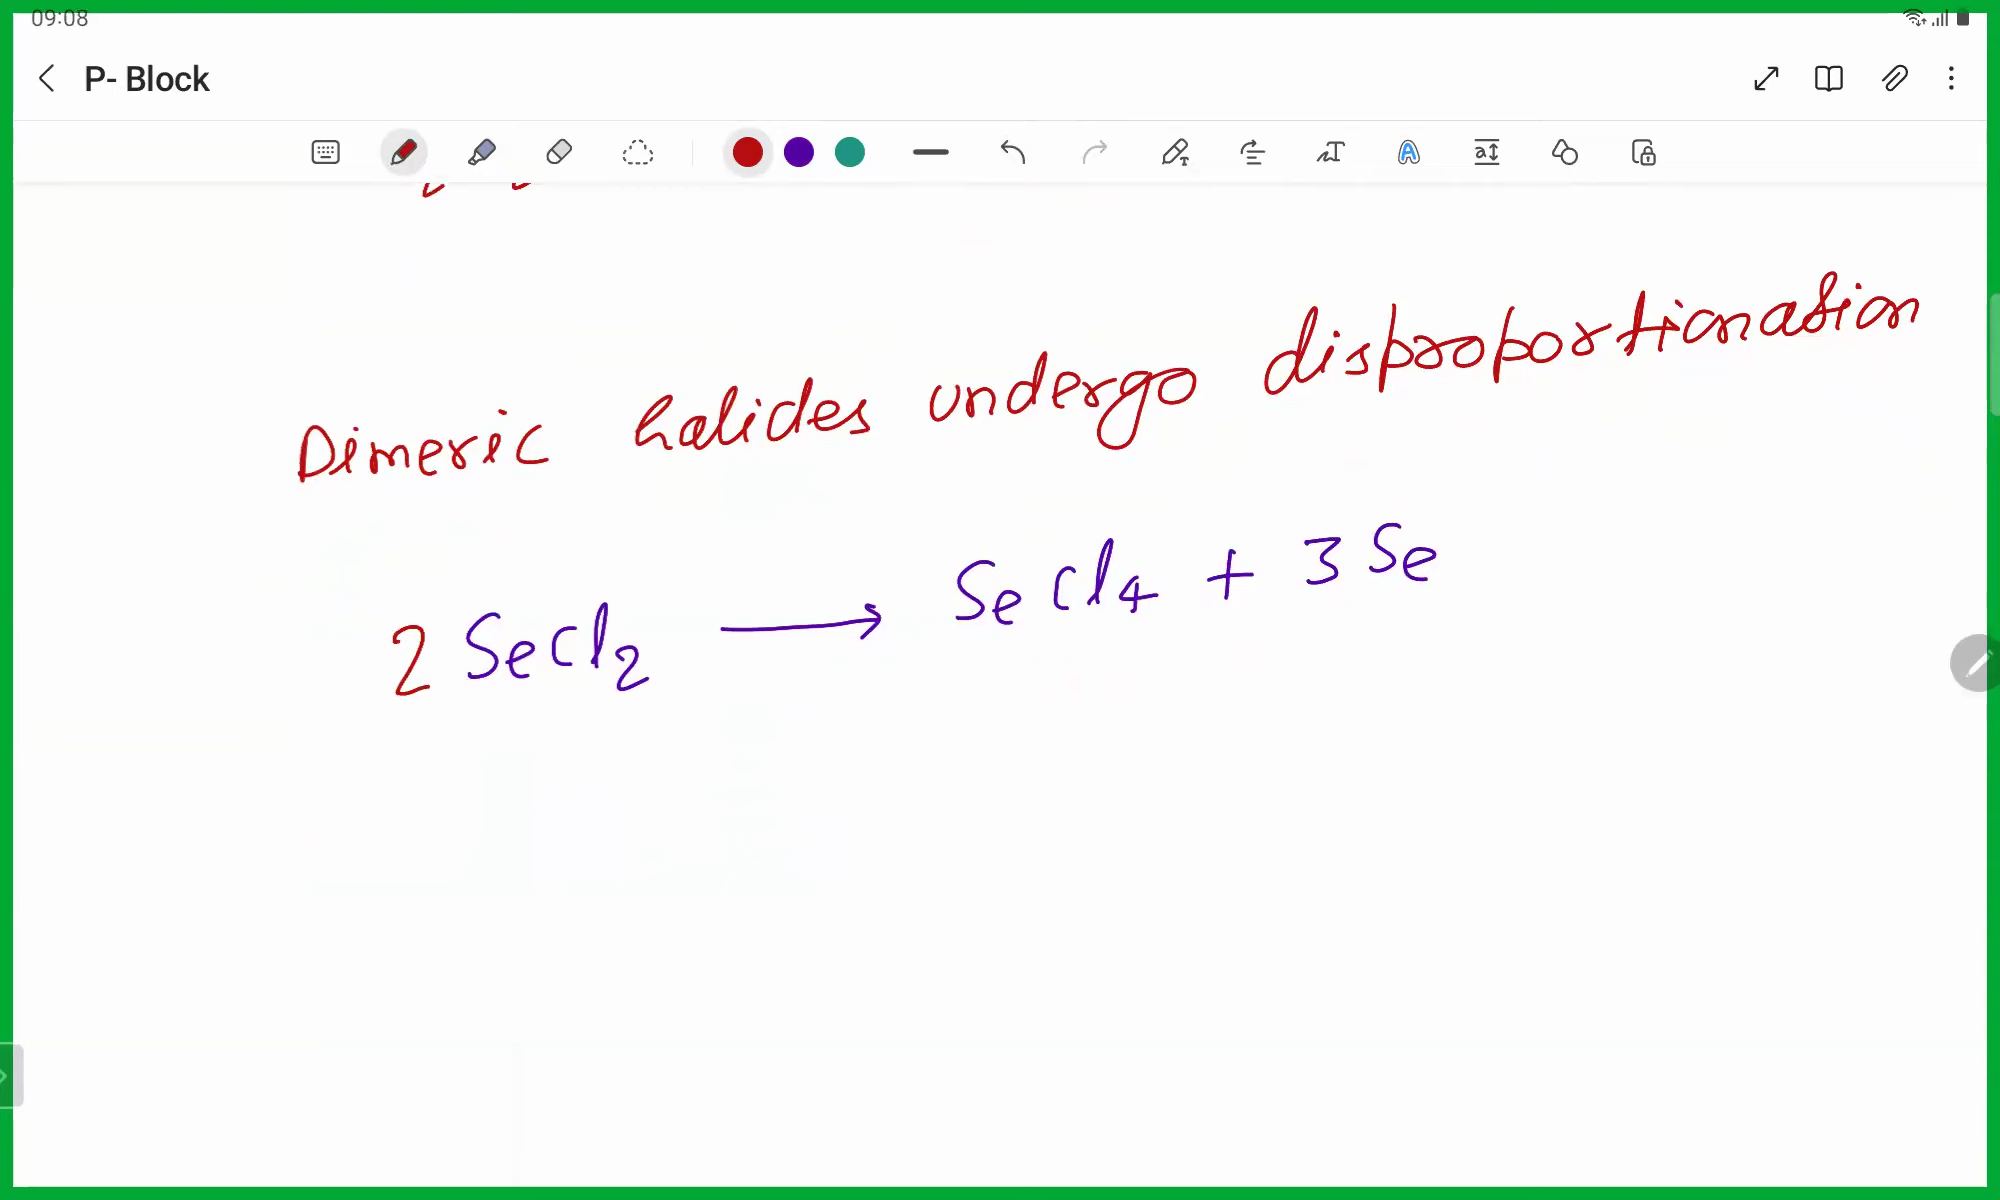 09:08
P- Block
Dimeric halides undergo disproportionation
2 SeCl₂ ⟶ SeCl₄ + 3 Se